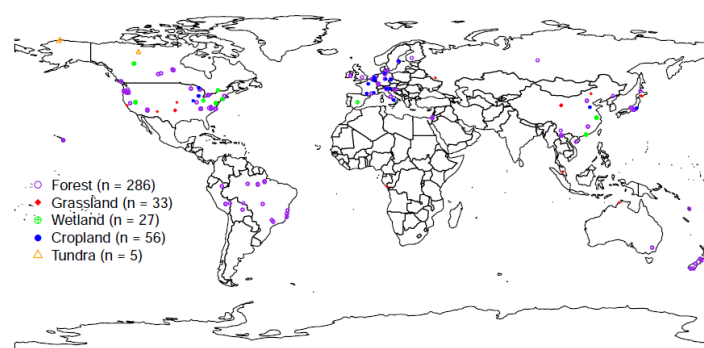 Forest (n = 286)
Grassland (n = 33)
Wetland (n = 27)
Cropland (n = 56)
Tundra (n = 5)